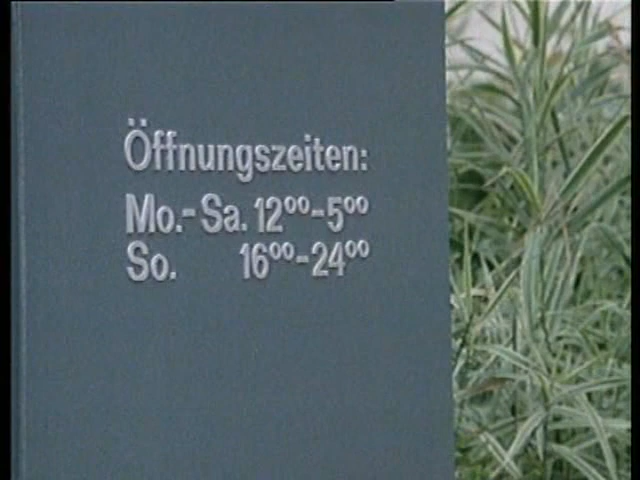 Öffnungszeiten:
Mo.-Sa. 12⁰⁰-5⁰⁰
So. 16⁰⁰-24⁰⁰